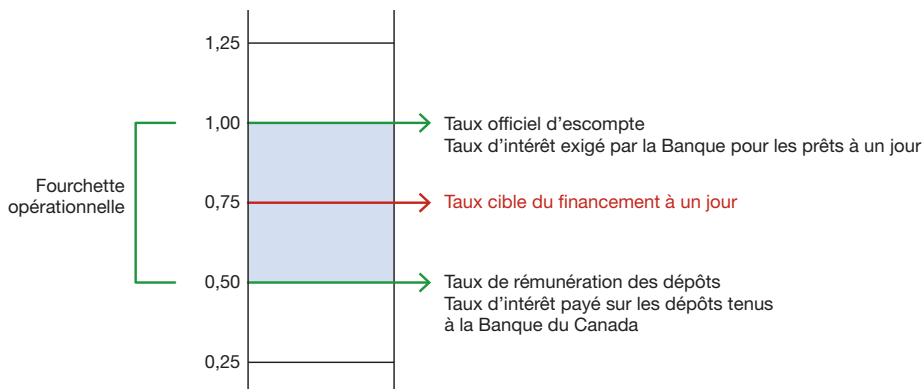 1,25
1,00
Taux officiel d'escompte
Taux d'intérêt exigé par la Banque pour les prêts à un jour
Fourchette
opérationnelle
0,75
Taux cible du financement à un jour
0,50
Taux de rémunération des dépôts
Taux d'intérêt payé sur les dépôts tenus
à la Banque du Canada
0,25